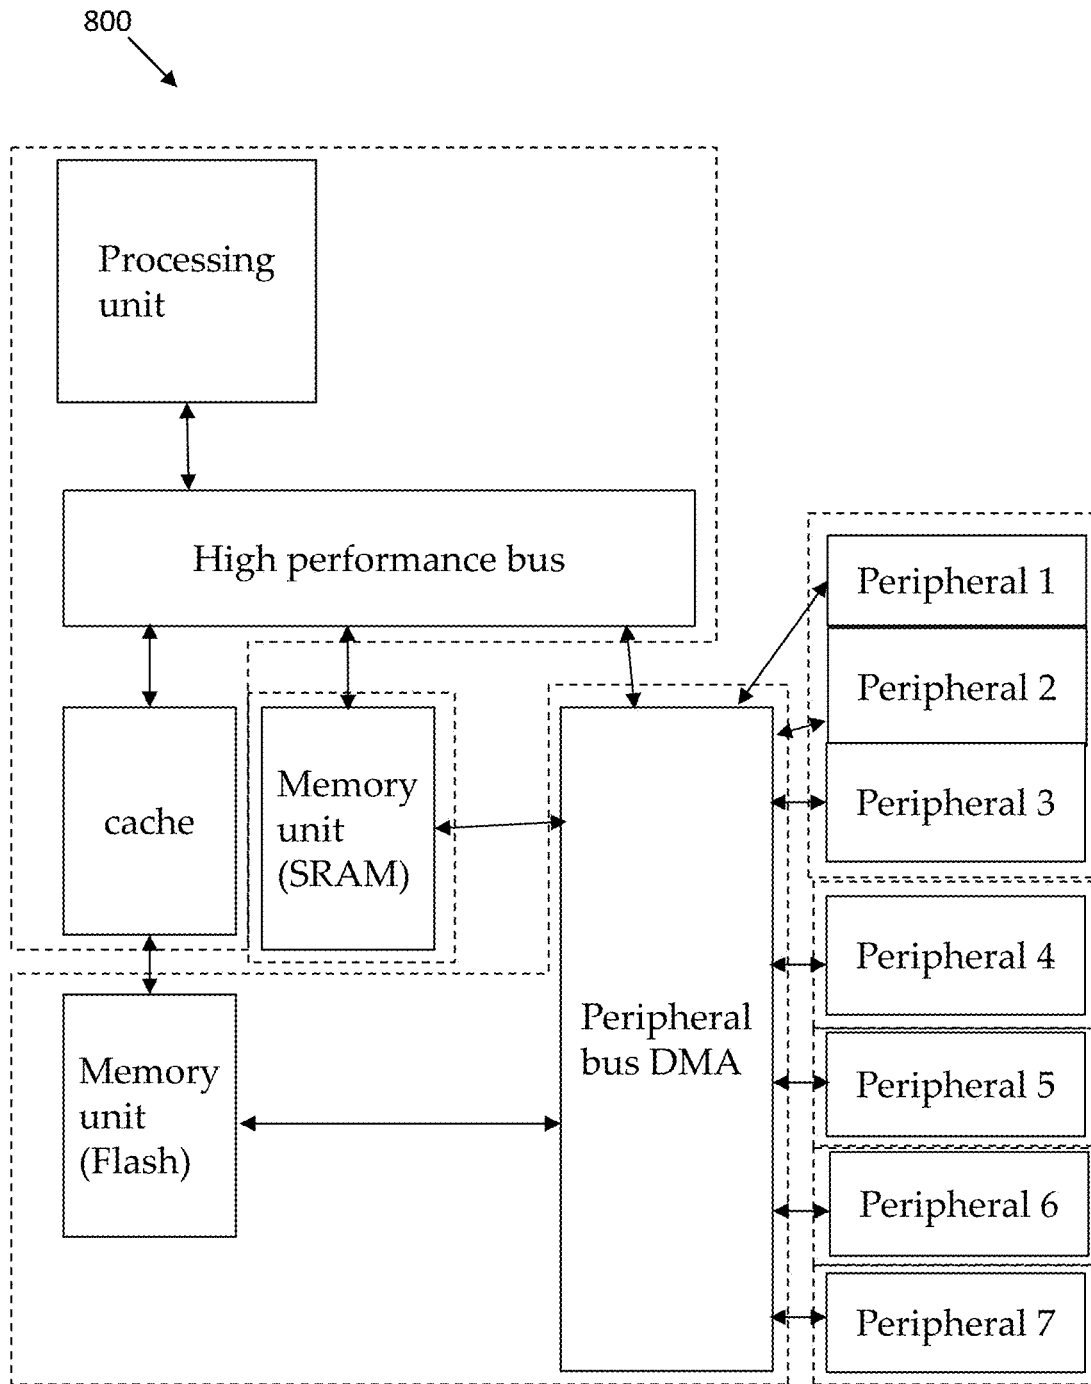 800
Processing
unit
High performance bus
Peripheral 1
Peripheral 2
Peripheral 3
cache
Memory
unit
(SRAM)
Peripheral 4
Peripheral
bus DMA
Memory
unit
(Flash)
Peripheral 5
Peripheral 6
Peripheral 7